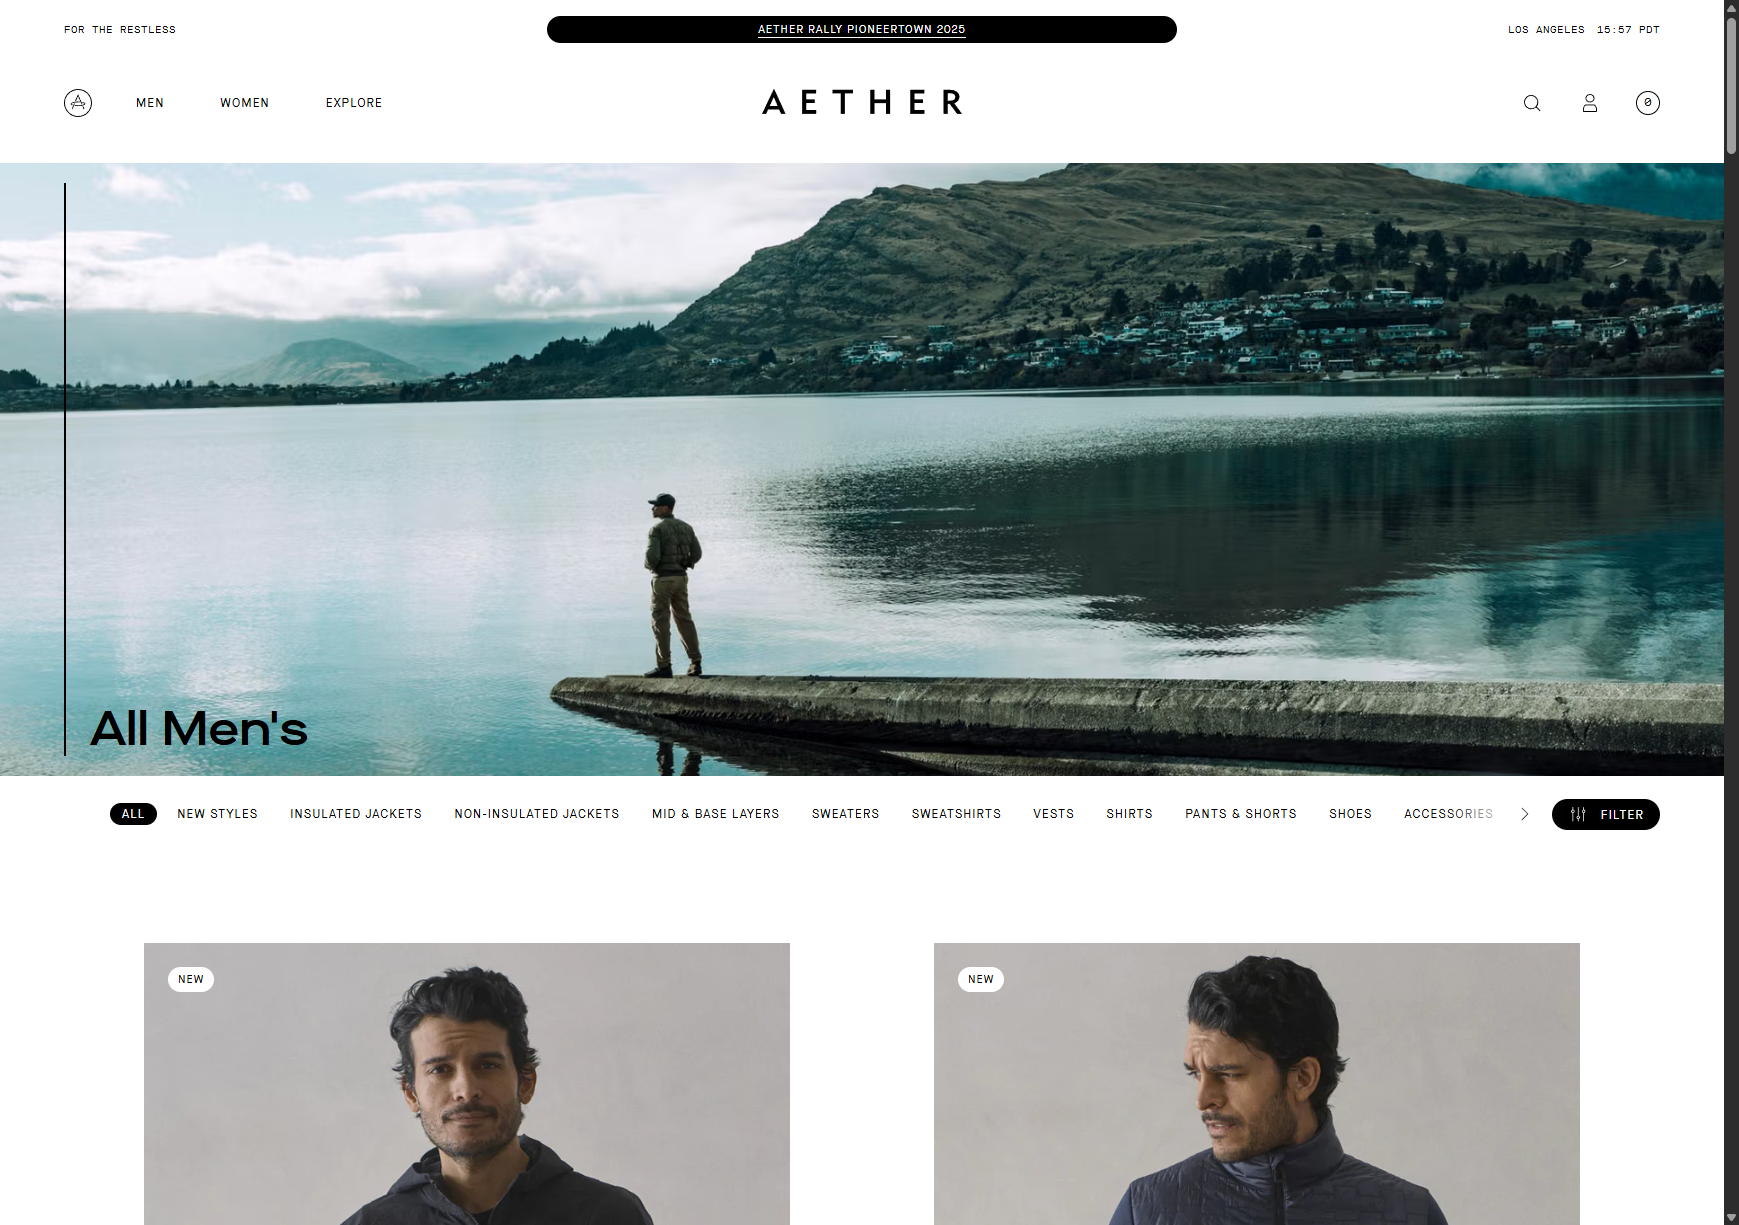 FOR THE RESTLESS
AETHER RALLY PIONEERTOWN 2025
LOS ANGELES 15:57 PDT
MEN
WOMEN
EXPLORE
AETHER
0
All Men's
ALL
NEW STYLES
INSULATED JACKETS
NON-INSULATED JACKETS
MID & BASE LAYERS
SWEATERS
SWEATSHIRTS
VESTS
SHIRTS
PANTS & SHORTS
SHOES
ACCESSORIES
FILTER
NEW
NEW